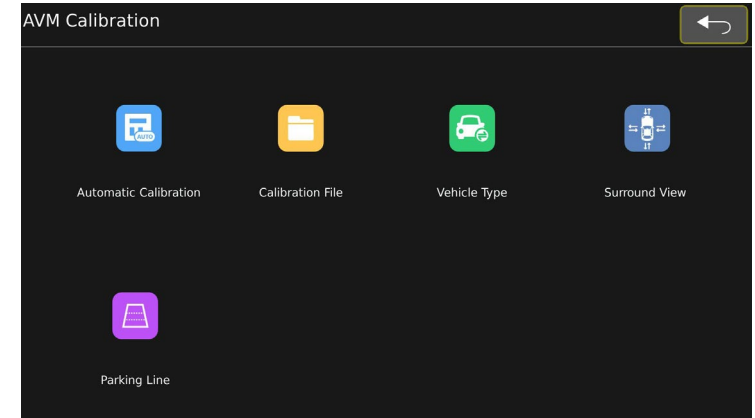 AVM Calibration
AUTO
Automatic Calibration
Calibration File
Vehicle Type
Surround View
Parking Line